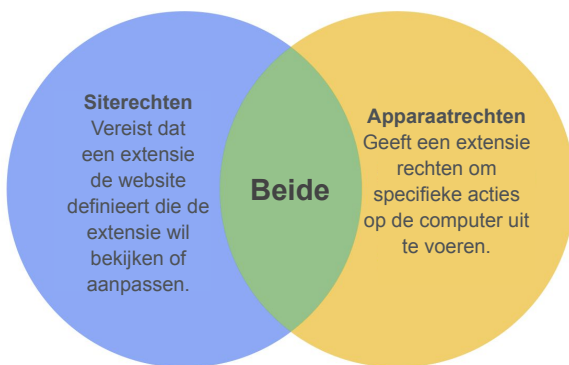 Siterechten
Vereist dat
een extensie
de website
definieert die de
extensie wil
bekijken of
aanpassen.
Beide
Apparaatrechten
Geeft een extensie
rechten om
specifieke acties
op de computer uit
te voeren.